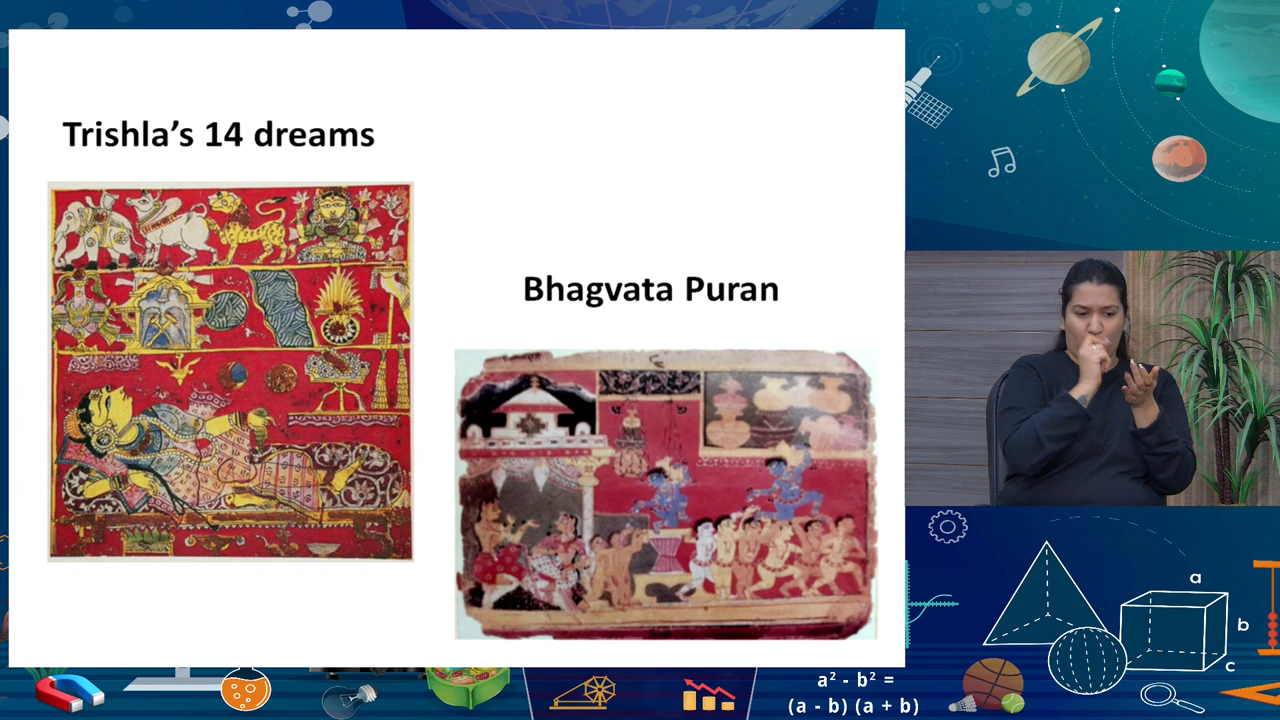 Trishla’s 14 dreams
Bhagvata Puran
a
b
c
a² - b² =
(a - b) (a + b)